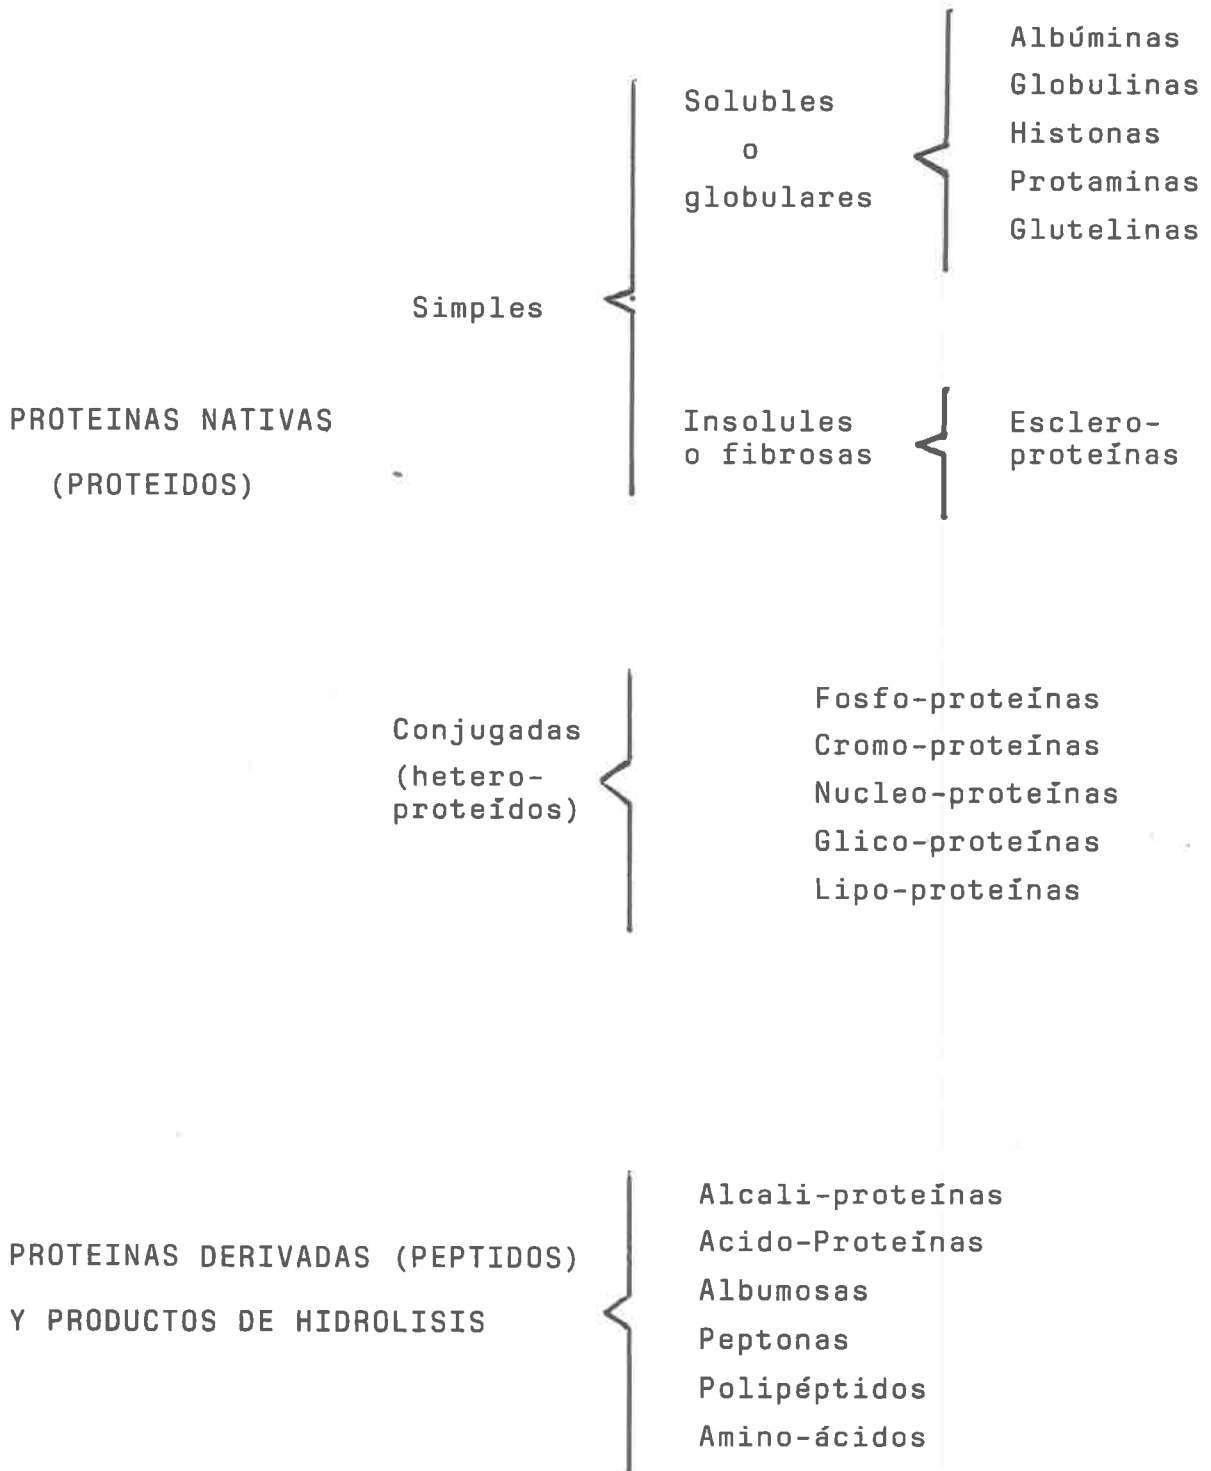 Albúminas
Solubles
Globulinas
o
Histonas
globulares
Protaminas
Glutelinas
Simples
PROTEINAS NATIVAS
(PROTEIDOS)
Insolules
o fibrosas
Esclero-
proteínas
Conjugadas
(hetero-
proteídos)
Fosfo-proteínas
Cromo-proteínas
Nucleo-proteínas
Glico-proteínas
Lipo-proteínas
PROTEINAS DERIVADAS (PEPTIDOS)
Y PRODUCTOS DE HIDROLISIS
Alcali-proteínas
Acido-Proteínas
Albumosas
Peptonas
Polipéptidos
Amino-ácidos